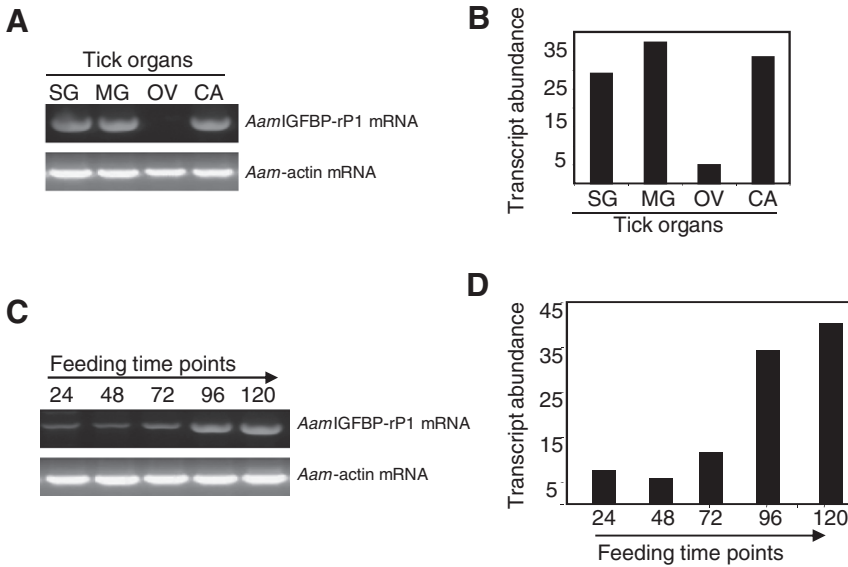 A
Tick organs
SG MG OV CA
AamIGFBP-rP1 mRNA
Aam-actin mRNA
B
Transcript abundance
35
25
15
5
SG MG OV CA
Tick organs
C
Feeding time points
24 48 72 96 120
AamIGFBP-rP1 mRNA
Aam-actin mRNA
D
Transcript abundance
45
35
25
15
5
24 48 72 96 120
Feeding time points